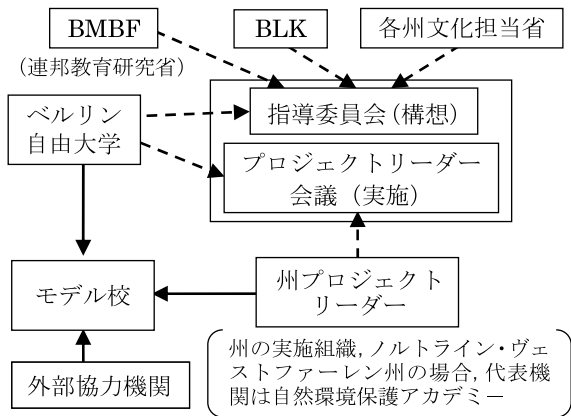 BMBF
(連邦教育研究省)
BLK
各州文化担当省
ベルリン
自由大学
指導委員会(構想)
プロジェクトリーダー
会議(実施)
モデル校
州プロジェクト
リーダー
外部協力機関
州の実施組織,ノルトライン・ヴェ
ストファーレン州の場合,代表機
関は自然環境保護アカデミー